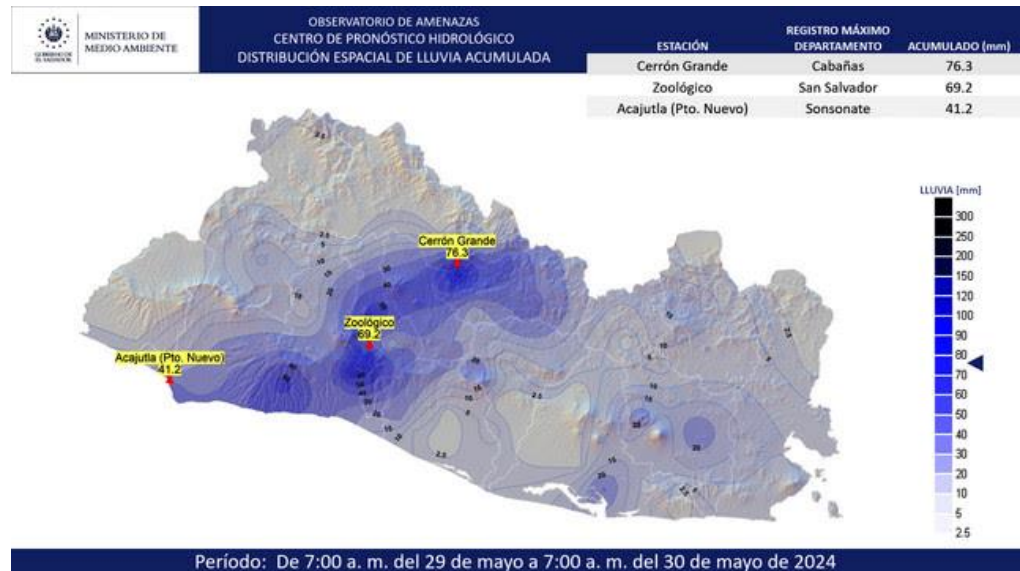 GOBIERNO DE
EL SALVADOR
MINISTERIO DE
MEDIO AMBIENTE
OBSERVATORIO DE AMENAZAS
CENTRO DE PRONÓSTICO HIDROLÓGICO
DISTRIBUCIÓN ESPACIAL DE LLUVIA ACUMULADA
REGISTRO MÁXIMO
ESTACIÓN DEPARTAMENTO ACUMULADO (mm)
Cerrón Grande Cabañas 76.3
Zoológico San Salvador 69.2
Acajutla (Pto. Nuevo) Sonsonate 41.2
Cerrón Grande
76.3
Zoológico
69.2
Acajutla (Pto. Nuevo)
41.2
LLUVIA [mm]
300
250
200
150
120
100
90
80
70
60
50
40
30
20
10
5
2.5
Período: De 7:00 a. m. del 29 de mayo a 7:00 a. m. del 30 de mayo de 2024